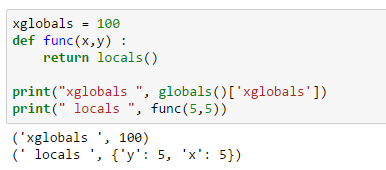 xglobals = 100
def func(x,y) :
    return locals()
print("xglobals ", globals()['xglobals'])
print(" locals ", func(5,5))
('xglobals ', 100)
(' locals ', {'y': 5, 'x': 5})